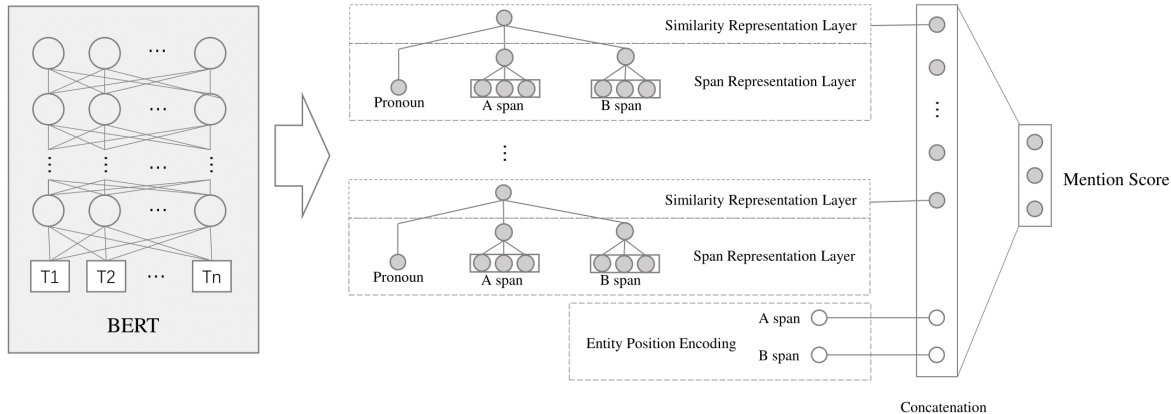 T1 T2 ... Tn
BERT
Similarity Representation Layer
Span Representation Layer
Pronoun A span B span
...
Similarity Representation Layer
Span Representation Layer
Pronoun A span B span
Entity Position Encoding
A span
B span
Concatenation
Mention Score